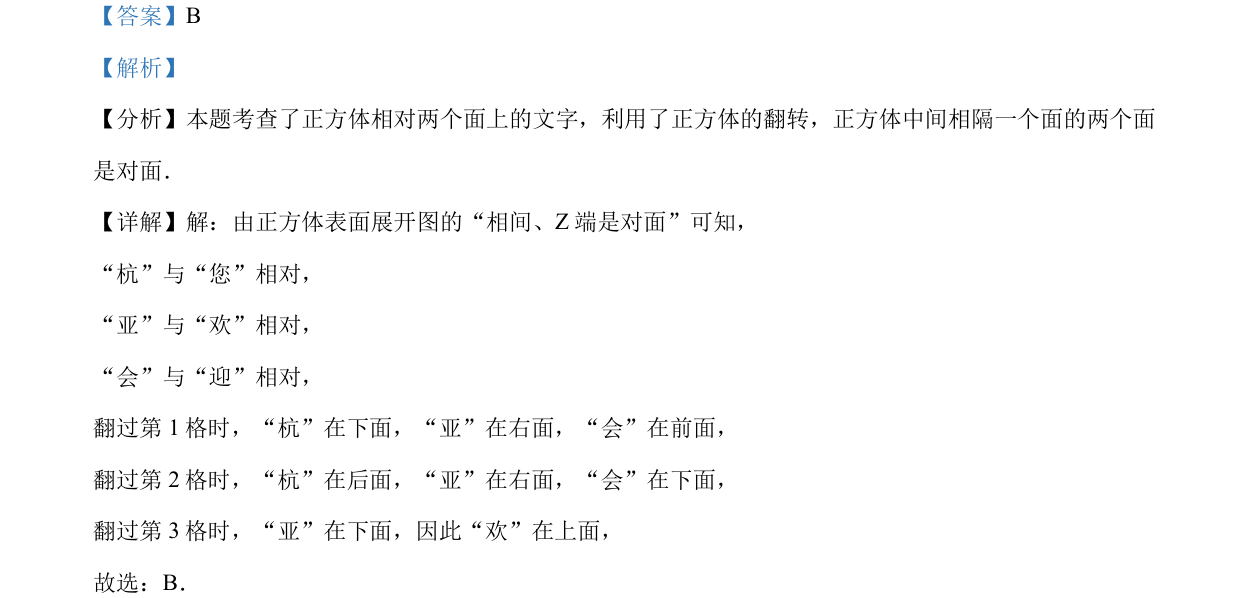 【答案】B
【解析】
【分析】本题考查了正方体相对两个面上的文字，利用了正方体的翻转，正方体中间相隔一个面的两个面
是对面．
【详解】解：由正方体表面展开图的“相间、Z 端是对面”可知，
“杭”与“您”相对，
“亚”与“欢”相对，
“会”与“迎”相对，
翻过第 1 格时，“杭”在下面，“亚”在右面，“会”在前面，
翻过第 2 格时，“杭”在后面，“亚”在右面，“会”在下面，
翻过第 3 格时，“亚”在下面，因此“欢”在上面，
故选：B．